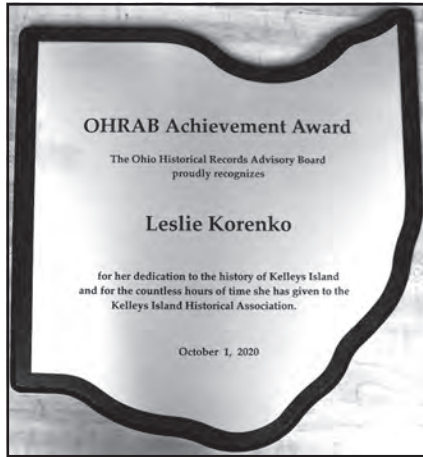 OHRAB Achievement Award
The Ohio Historical Records Advisory Board
proudly recognizes
Leslie Korenko
for her dedication to the history of Kelleys Island
and for the countless hours of time she has given to the
Kelleys Island Historical Association.
October 1, 2020